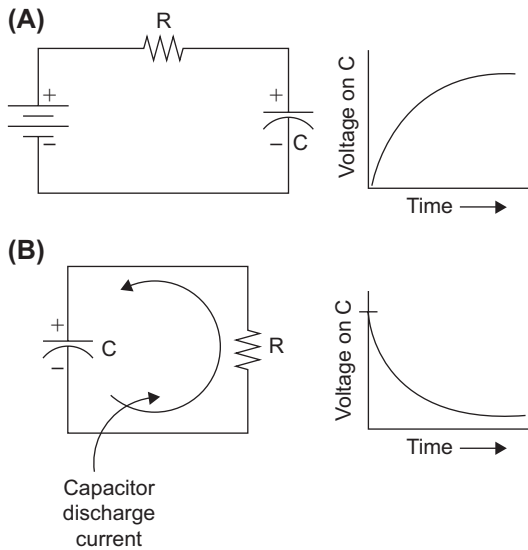 (A)
R
+
−
+
−
C
Voltage on C
Time
(B)
+
−
C
R
Capacitor
discharge
current
Voltage on C
Time